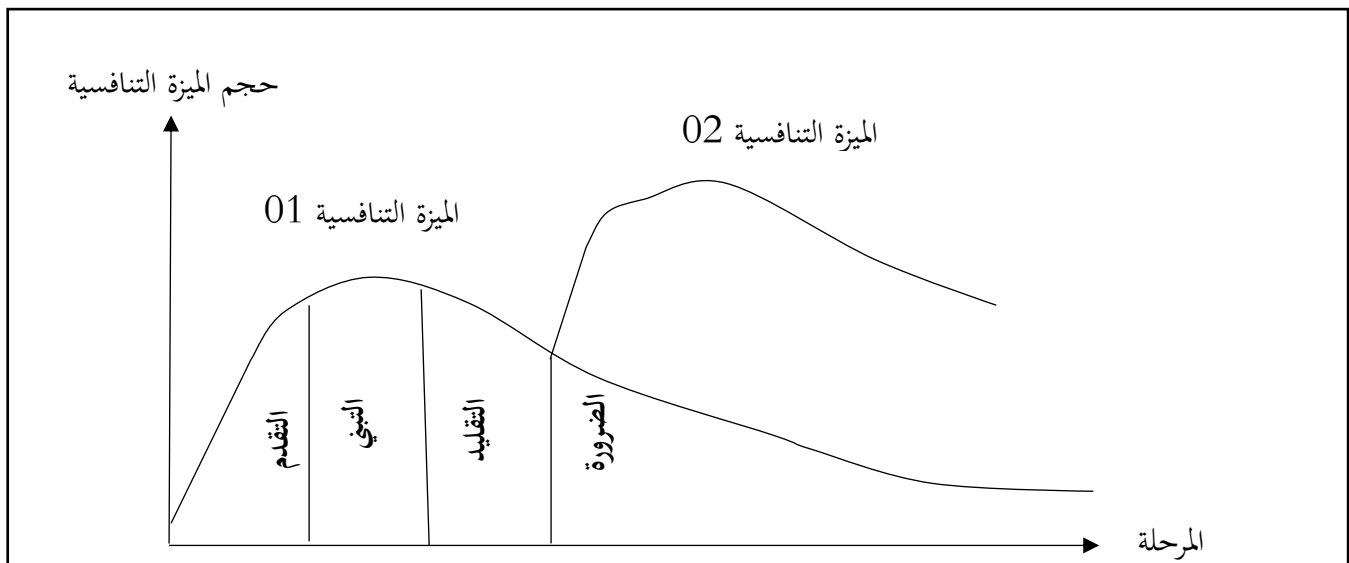 حجم الميزة التنافسية
الميزة التنافسية 02
الميزة التنافسية 01
التقدم
التبني
التقليد
الضرورة
المرحلة